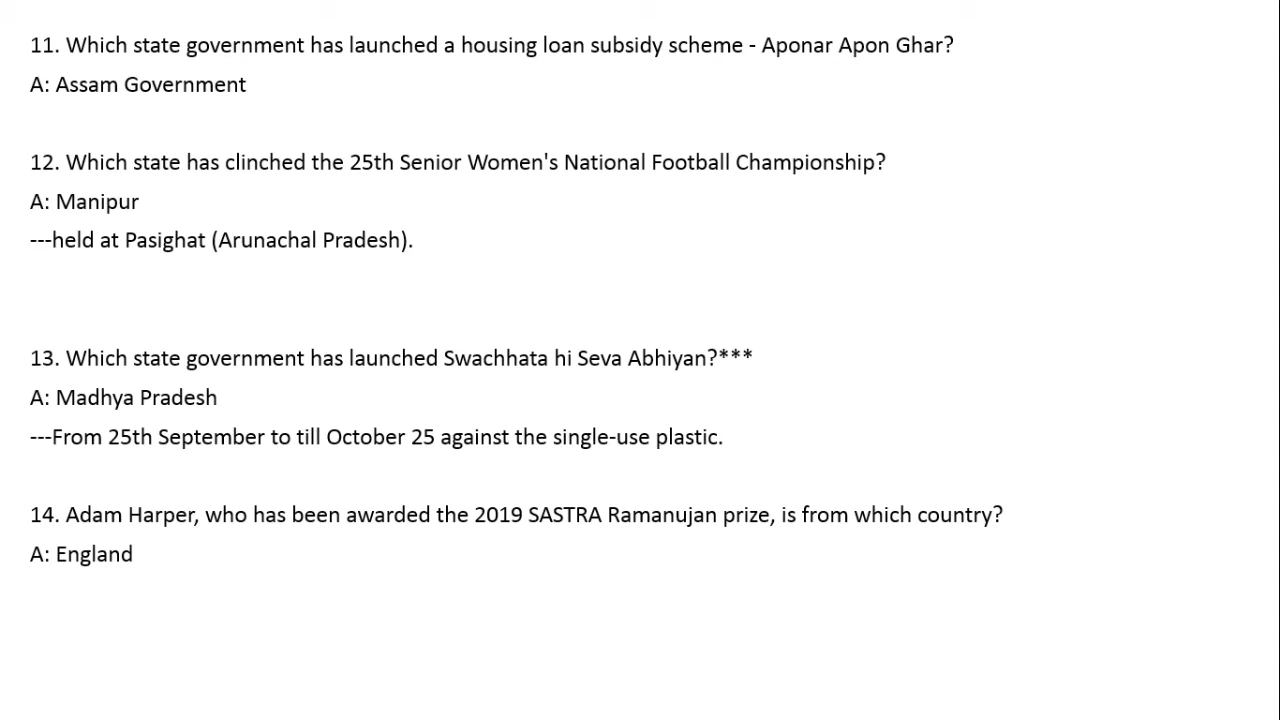 11. Which state government has launched a housing loan subsidy scheme - Aponar Apon Ghar?
A: Assam Government
12. Which state has clinched the 25th Senior Women's National Football Championship?
A: Manipur
---held at Pasighat (Arunachal Pradesh).
13. Which state government has launched Swachhata hi Seva Abhiyan?***
A: Madhya Pradesh
---From 25th September to till October 25 against the single-use plastic.
14. Adam Harper, who has been awarded the 2019 SASTRA Ramanujan prize, is from which country?
A: England